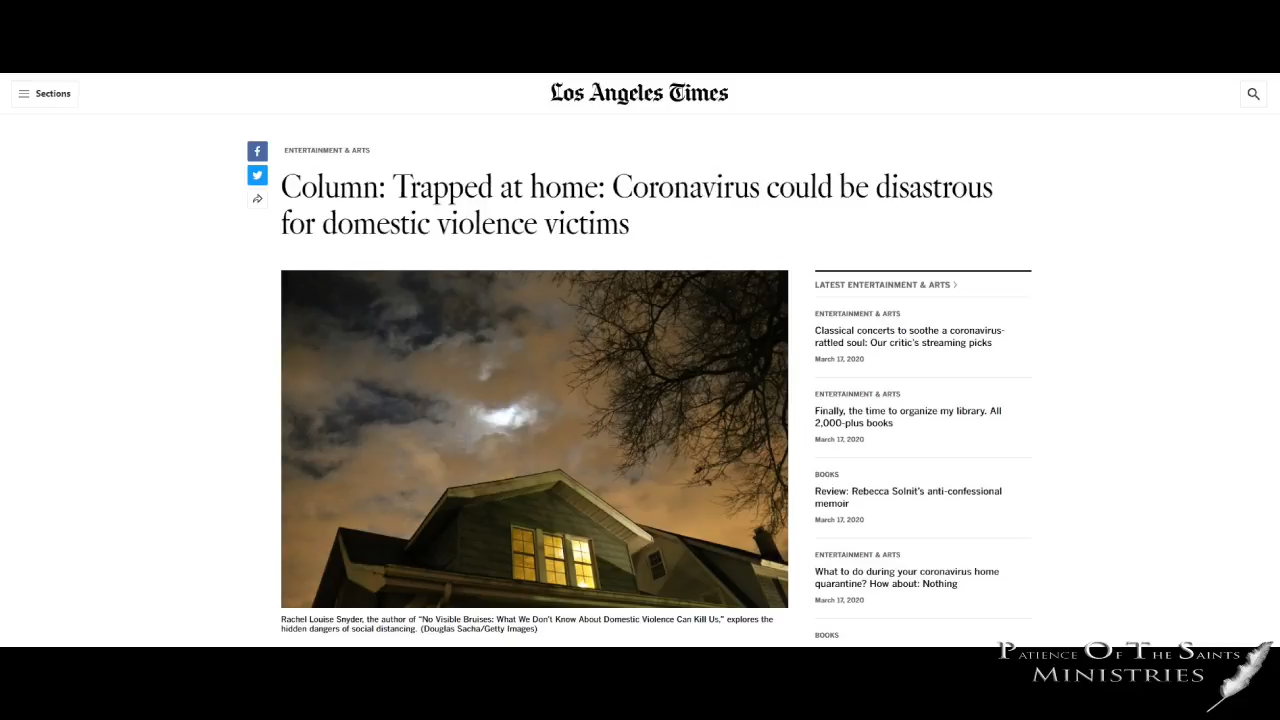 Sections
Los Angeles Times
ENTERTAINMENT & ARTS
Column: Trapped at home: Coronavirus could be disastrous
for domestic violence victims
Rachel Louise Snyder, the author of “No Visible Bruises: What We Don’t Know About Domestic Violence Can Kill Us,” explores the
hidden dangers of social distancing. (Douglas Sacha/Getty Images)
LATEST ENTERTAINMENT & ARTS
ENTERTAINMENT & ARTS
Classical concerts to soothe a coronavirus-
rattled soul: Our critic’s streaming picks
March 17, 2020
ENTERTAINMENT & ARTS
Finally, the time to organize my library. All
2,000-plus books
March 17, 2020
BOOKS
Review: Rebecca Solnit’s anti-confessional
memoir
March 17, 2020
ENTERTAINMENT & ARTS
What to do during your coronavirus home
quarantine? How about: Nothing
March 17, 2020
BOOKS
Patience Of The Saints
Ministries